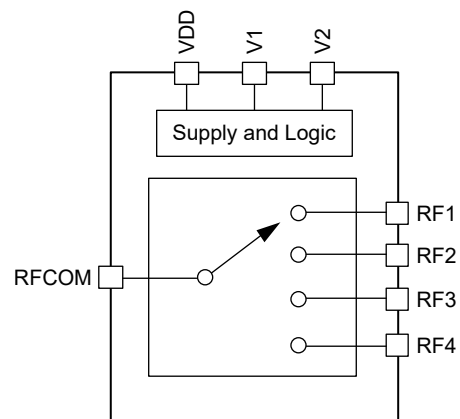 VDD
V1
V2
Supply and Logic
RFCOM
RF1
RF2
RF3
RF4